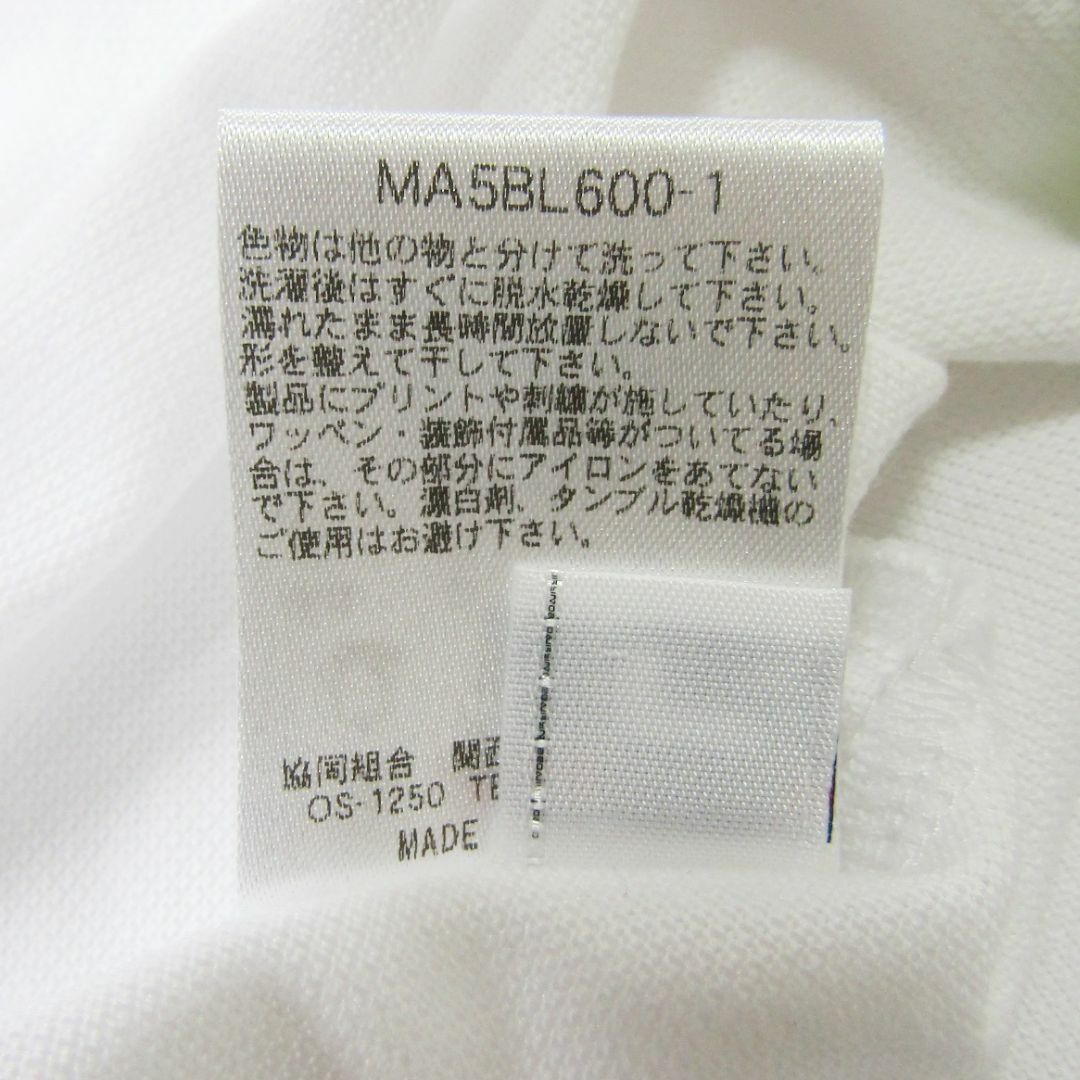 MA5BL600-1
色物は他の物と分けて洗って下さい。
洗濯後はすぐに脱水乾燥して下さい。
濡れたまま長時間放置しないで下さい。
形を整えて干して下さい。
製品にプリントや刺繍が施していたり、
ワッペン・装飾付属品等がついてる場
合は、その部分にアイロンをあてない
で下さい。漂白剤、タンブル乾燥機の
ご使用はお避け下さい。
協同組合 関西
OS-1250 TE
MADE